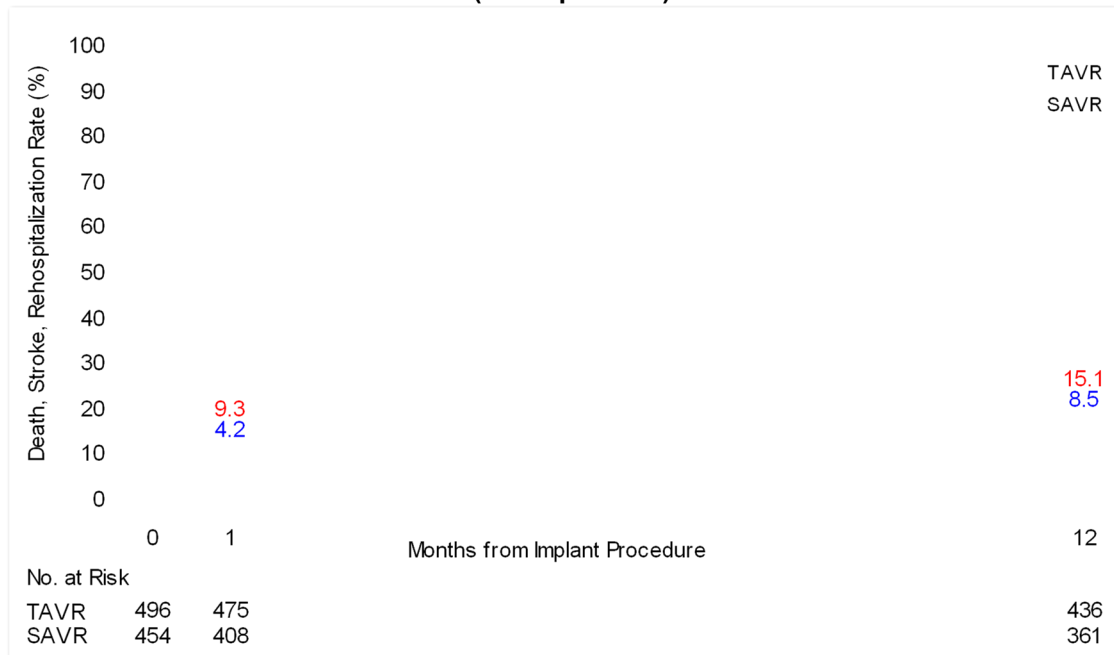 100
90
80
70
60
50
40
30
20
10
0
Death, Stroke, Rehospitalization Rate (%)
TAVR
SAVR
9.3
4.2
15.1
8.5
0 1 12
Months from Implant Procedure
No. at Risk
TAVR 496 475 436
SAVR 454 408 361